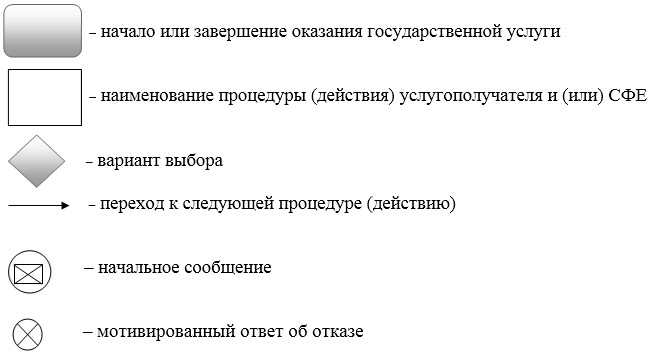 – начало или завершение оказания государственной услуги
– наименование процедуры (действия) услугополучателя и (или) СФЕ
– вариант выбора
– переход к следующей процедуре (действию)
– начальное сообщение
– мотивированный ответ об отказе